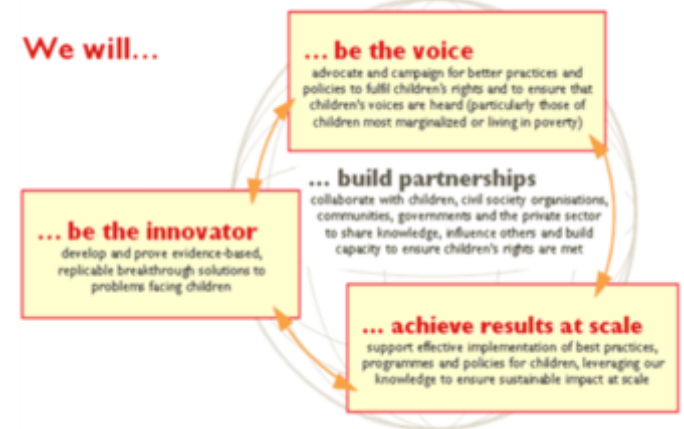 We will...
... be the voice
advocate and campaign for better practices and
policies to fulfil children's rights and to ensure that
children's voices are heard (particularly those of
children most marginalized or living in poverty)
... build partnerships
collaborate with children, civil society organisations,
communities, governments and the private sector
to share knowledge, influence others and build
capacity to ensure children's rights are met
... be the innovator
develop and prove evidence-based,
replicable breakthrough solutions to
problems facing children
... achieve results at scale
support effective implementation of best practices,
programmes and policies for children, leveraging our
knowledge to ensure sustainable impact at scale